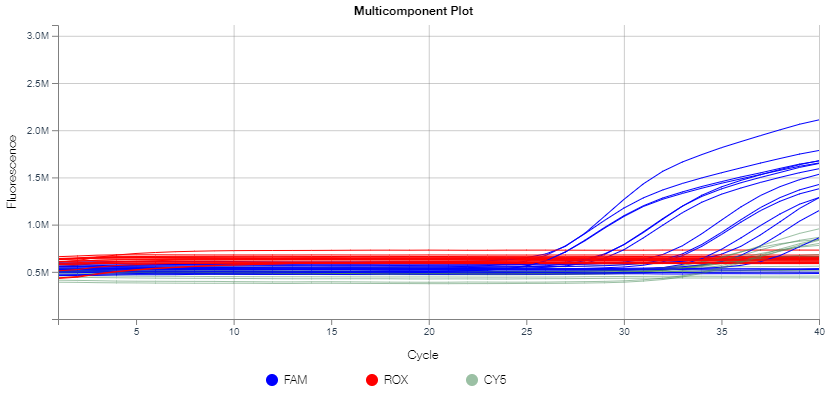 Multicomponent Plot
3.0M
2.5M
2.0M
1.5M
1.0M
0.5M
Fluorescence
5 10 15 20 25 30 35 40
Cycle
FAM ROX CY5